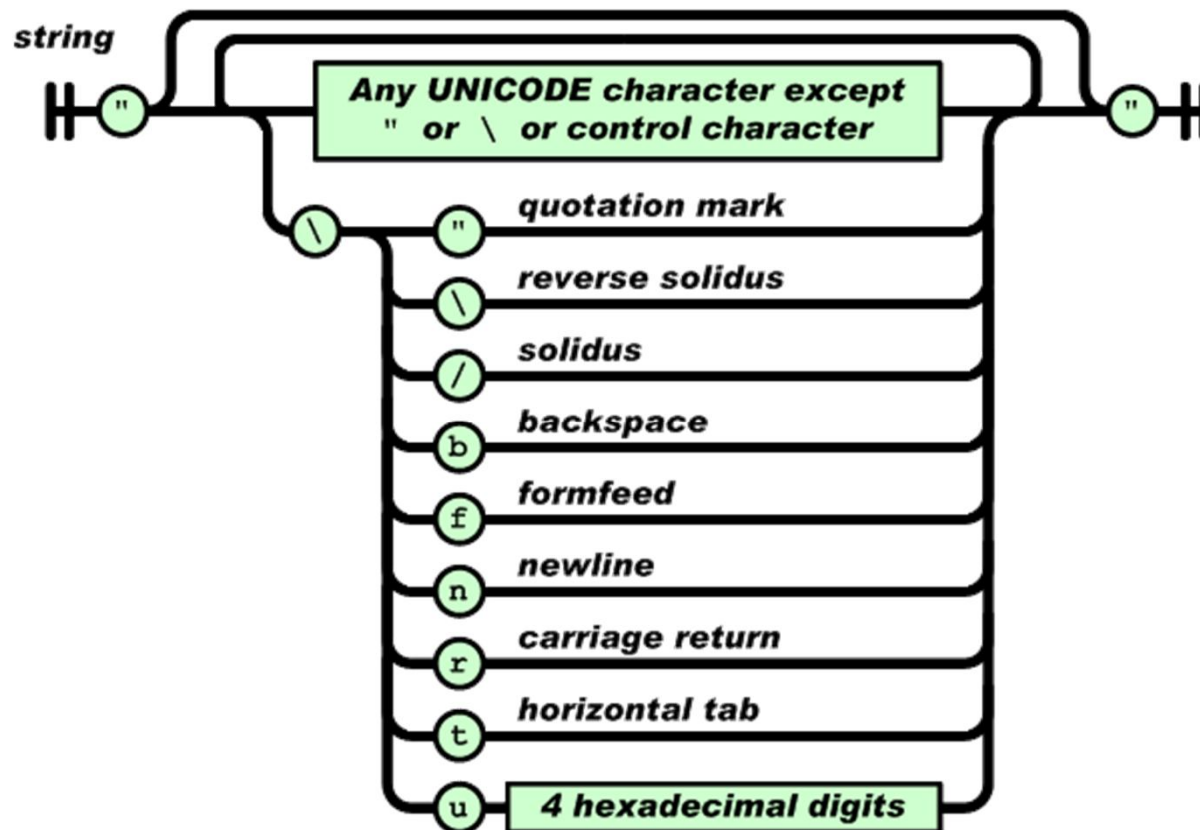 string
" Any UNICODE character except "
" or \ or control character
quotation mark
\ "
reverse solidus
\
solidus
/
backspace
b
formfeed
f
newline
n
carriage return
r
horizontal tab
t
u 4 hexadecimal digits